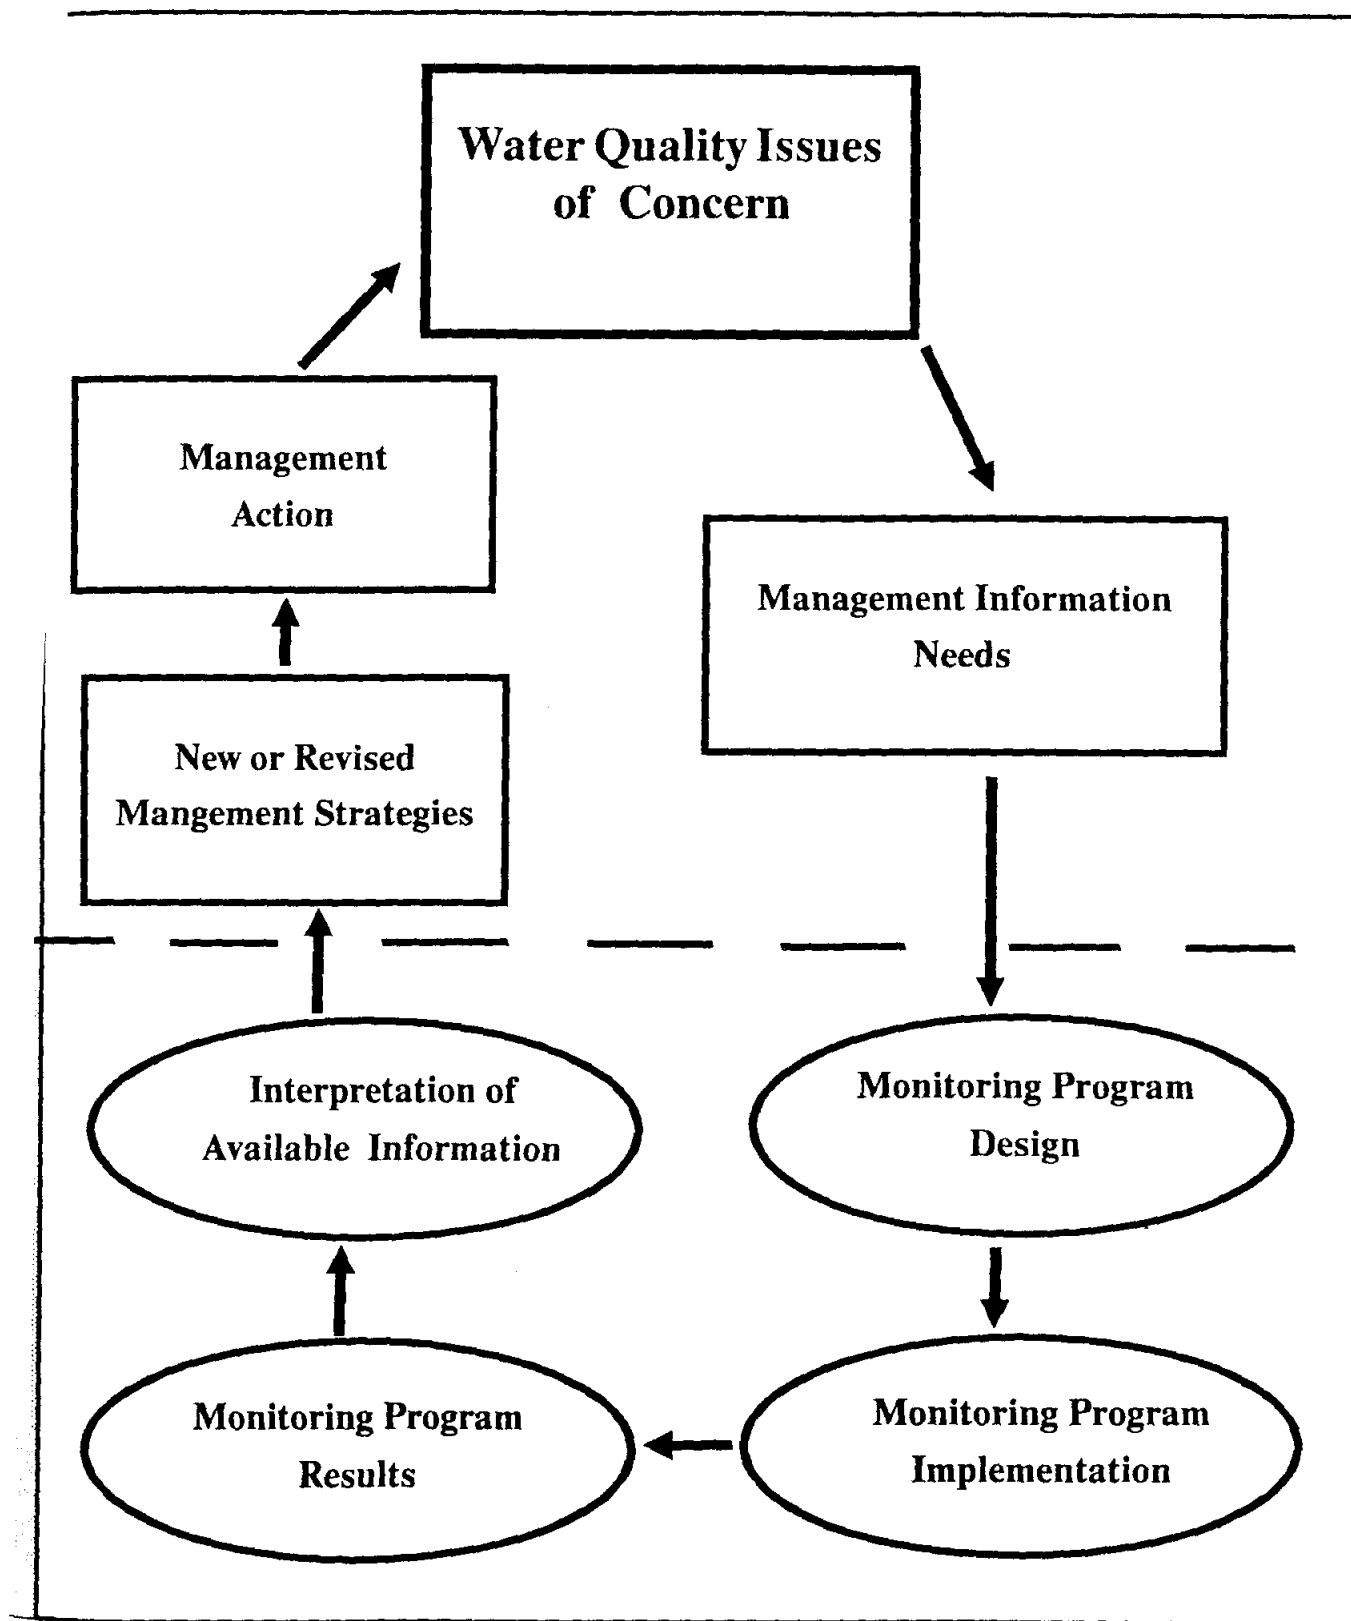 Water Quality Issues
of Concern
Management
Action
Management Information
Needs
New or Revised
Mangement Strategies
Interpretation of
Available Information
Monitoring Program
Design
Monitoring Program
Results
Monitoring Program
Implementation